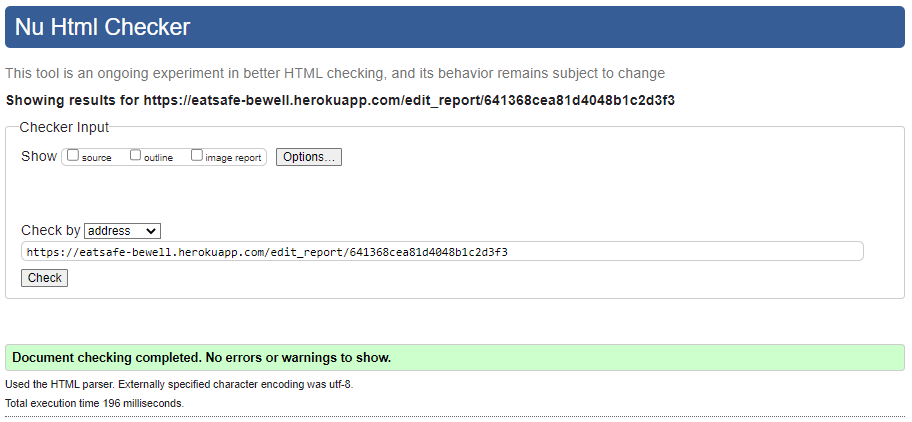 Nu Html Checker
This tool is an ongoing experiment in better HTML checking, and its behavior remains subject to change
Showing results for https://eatsafe-bewell.herokuapp.com/edit_report/641368cea81d4048b1c2d3f3
Checker Input
Show source outline image report Options...
Check by address
https://eatsafe-bewell.herokuapp.com/edit_report/641368cea81d4048b1c2d3f3
Check
Document checking completed. No errors or warnings to show.
Used the HTML parser. Externally specified character encoding was utf-8.
Total execution time 196 milliseconds.